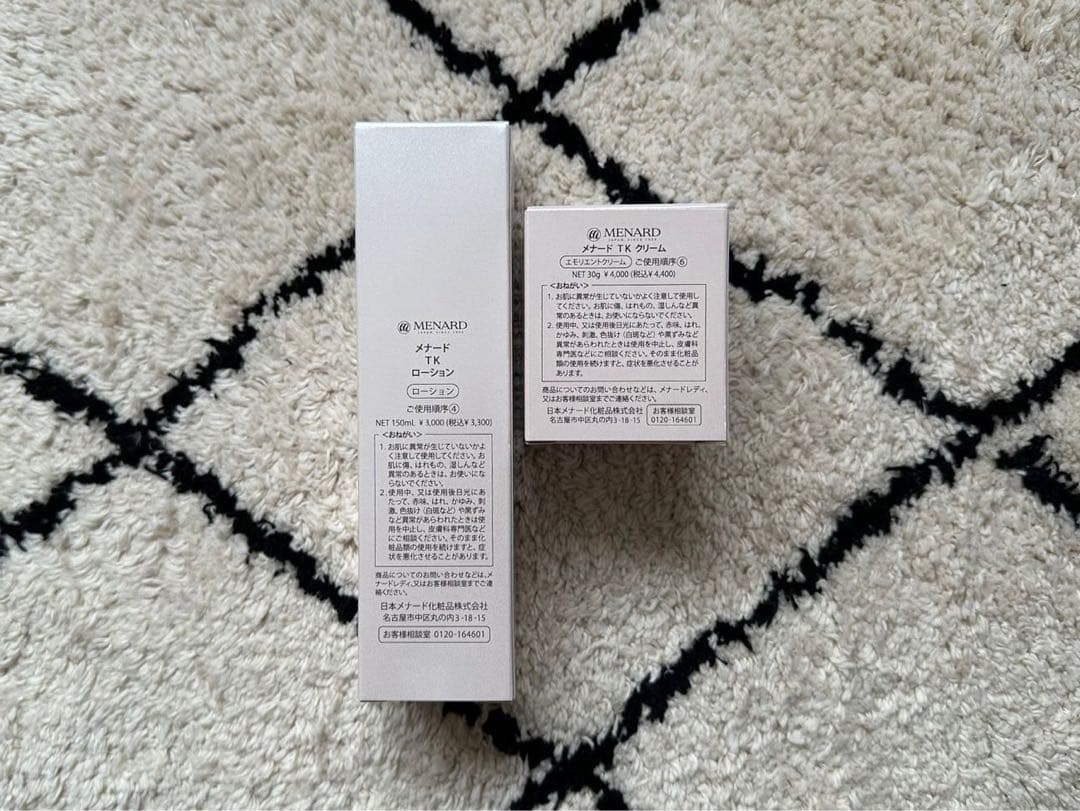 MENARD
JAPAN, SINCE 1959
メナード
TK
ローション
ローション
ご使用順序④
NET 150mL ¥3,000(税込¥3,300)
<おねがい>
1. お肌に異常が生じていないかよ
く注意して使用してください。お
肌に傷、はれもの、湿しんなど
異常のあるときは、お使いにな
らないでください。
2. 使用中、又は使用後日光にあ
たって、赤味、はれ、かゆみ、刺
激、色抜け(白斑など)や黒ずみ
など異常があらわれたときは使
用を中止し、皮膚科専門医など
にご相談ください。そのまま化
粧品類の使用を続けますと、症
状を悪化させることがあります。
商品についてのお問い合わせなどは、メ
ナードレディ、又はお客様相談室までご連
絡ください。
日本メナード化粧品株式会社
名古屋市中区丸の内3-18-15
お客様相談室 0120-164601
MENARD
JAPAN, SINCE 1959
メナード TK クリーム
エモリエントクリーム ご使用順序⑥
NET 30g ¥4,000(税込¥4,400)
<おねがい>
1. お肌に異常が生じていないかよく注意して使用し
てください。お肌に傷、はれもの、湿しんなど異
常のあるときは、お使いにならないでください。
2. 使用中、又は使用後日光にあたって、赤味、はれ、
かゆみ、刺激、色抜け(白斑など)や黒ずみなど
異常があらわれたときは使用を中止し、皮膚科
専門医などにご相談ください。そのまま化粧品
類の使用を続けますと、症状を悪化させることが
あります。
商品についてのお問い合わせなどは、メナードレディ、
又はお客様相談室までご連絡ください。
日本メナード化粧品株式会社
名古屋市中区丸の内3-18-15
お客様相談室
0120-164601